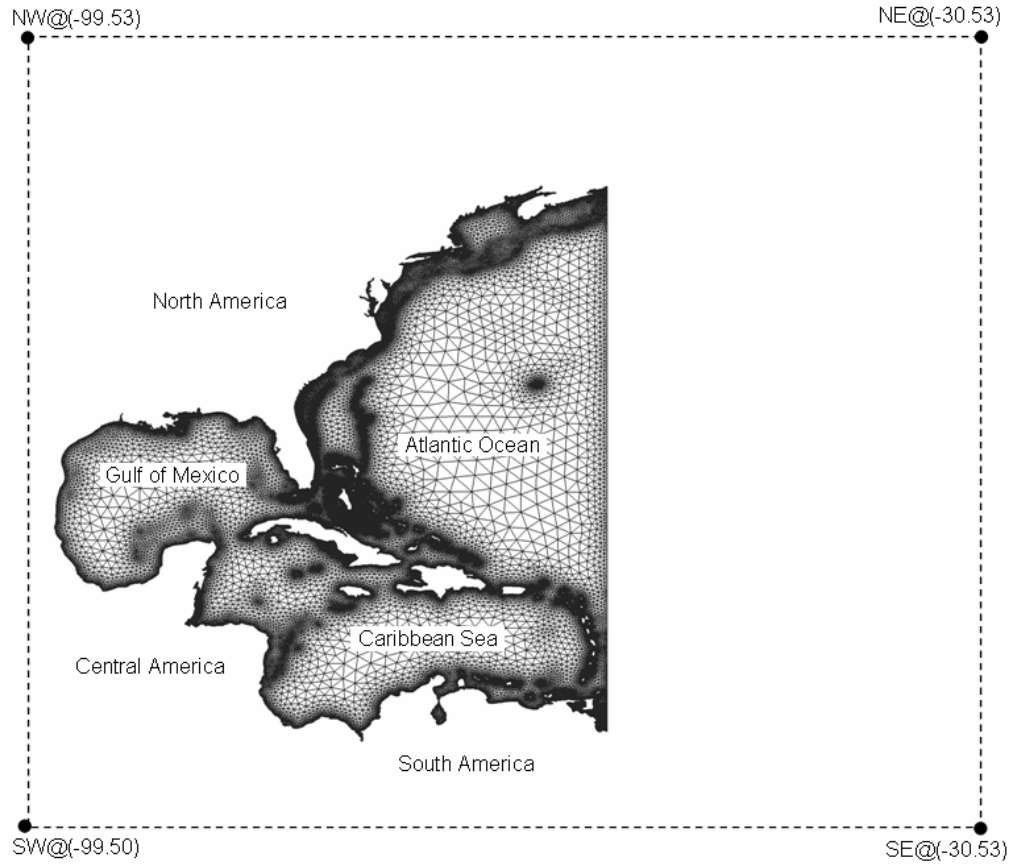 NW@(-99.53)
NE@(-30.53)
North America
Atlantic Ocean
Gulf of Mexico
Caribbean Sea
Central America
South America
SW@(-99.50)
SE@(-30.53)